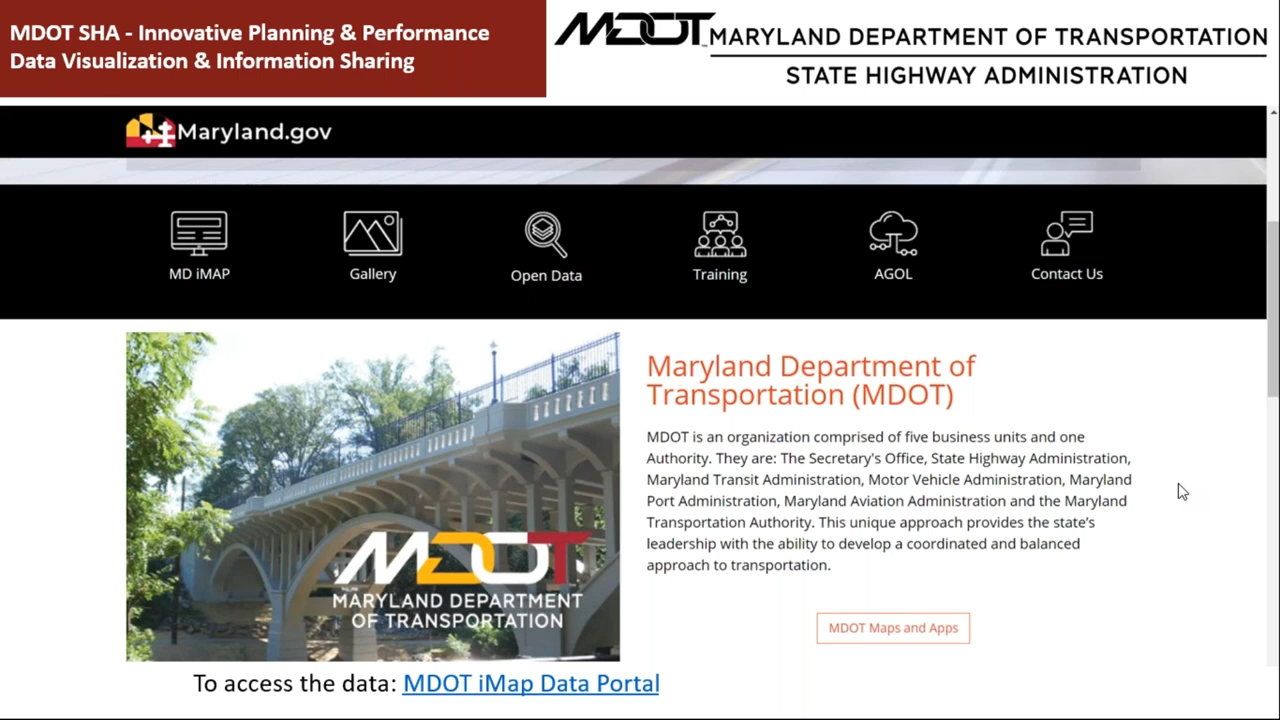 MDOT SHA - Innovative Planning & Performance
Data Visualization & Information Sharing
MDOT™ MARYLAND DEPARTMENT OF TRANSPORTATION
STATE HIGHWAY ADMINISTRATION
Maryland.gov
MD iMAP
Gallery
Open Data
Training
AGOL
Contact Us
MDOT
MARYLAND DEPARTMENT
OF TRANSPORTATION
Maryland Department of
Transportation (MDOT)
MDOT is an organization comprised of five business units and one
Authority. They are: The Secretary's Office, State Highway Administration,
Maryland Transit Administration, Motor Vehicle Administration, Maryland
Port Administration, Maryland Aviation Administration and the Maryland
Transportation Authority. This unique approach provides the state’s
leadership with the ability to develop a coordinated and balanced
approach to transportation.
MDOT Maps and Apps
To access the data: MDOT iMap Data Portal